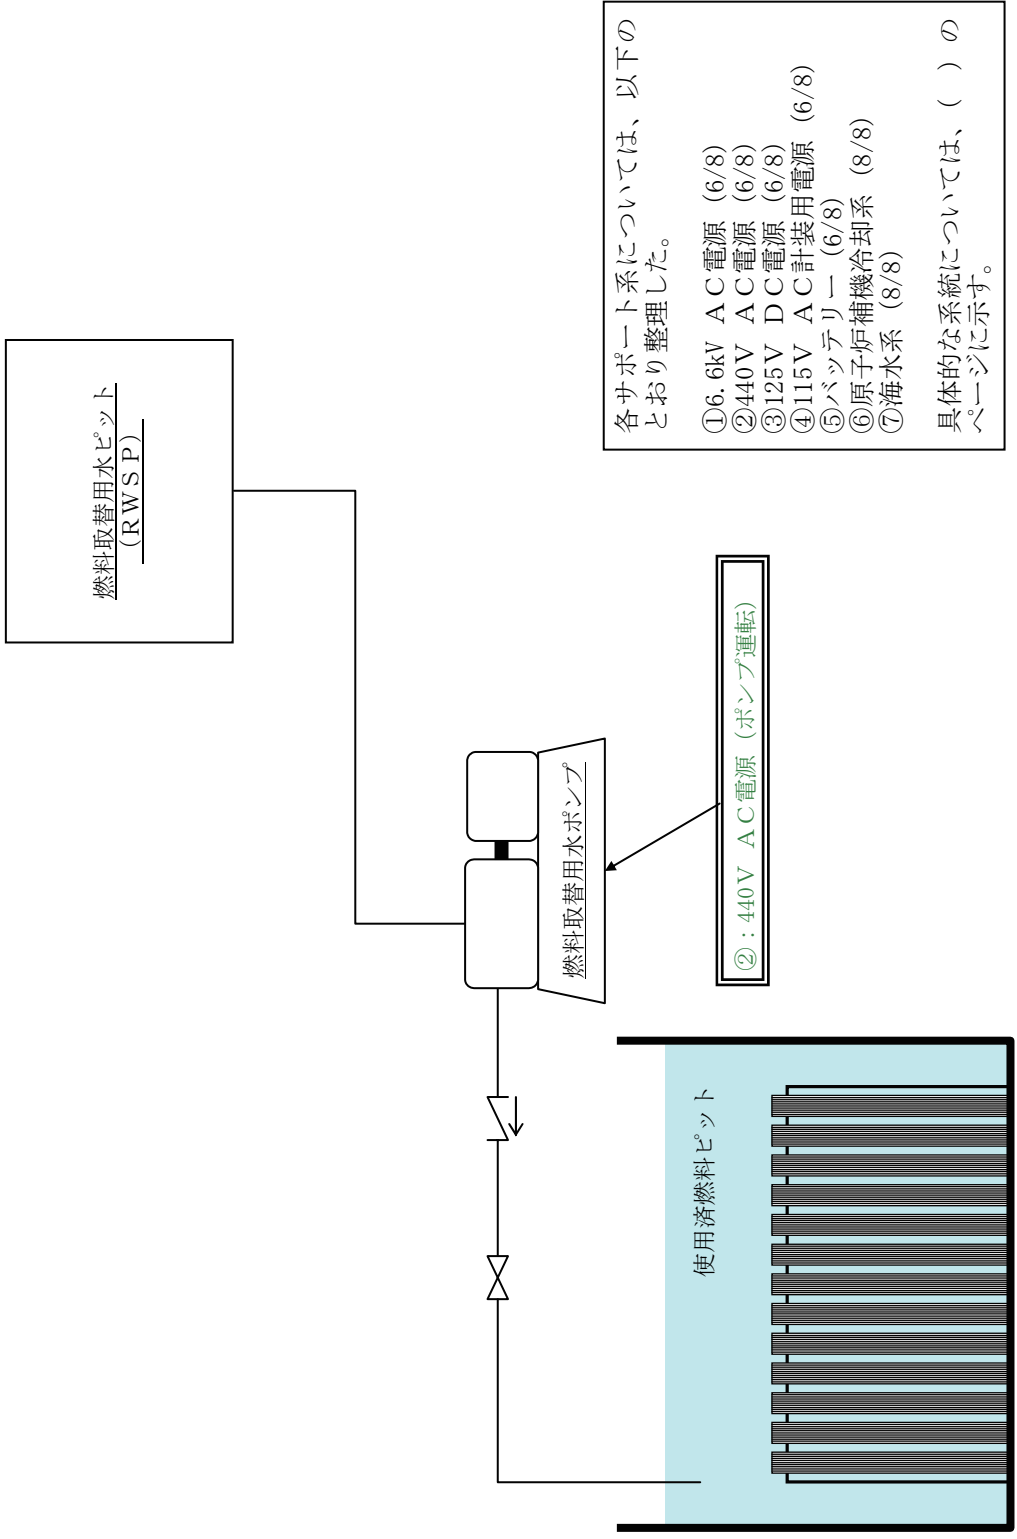 燃料取替用水ピット
(ＲＷＳＰ)
燃料取替用水ポンプ
②：440Ｖ ＡＣ電源（ポンプ運転）
使用済燃料ピット
各サポート系については、以下の
とおり整理した。
①6.6kV ＡＣ電源（6/8）
②440Ｖ ＡＣ電源（6/8）
③125Ｖ ＤＣ電源（6/8）
④115Ｖ ＡＣ計装用電源（6/8）
⑤バッテリー（6/8）
⑥原子炉補機冷却系（8/8）
⑦海水系（8/8）
具体的な系統については、（ ）の
ページに示す。